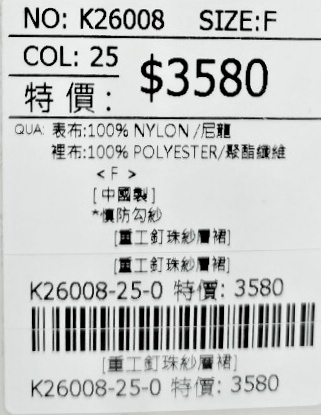 NO: K26008 SIZE:F
COL: 25
特價: $3580
QUA: 表布:100% NYLON /尼龍
裡布:100% POLYESTER/聚酯纖維
< F >
[中國製]
*慎防勾紗
[重工釘珠紗層裙]
[重工釘珠紗層裙]
K26008-25-0 特價: 3580
[重工釘珠紗層裙]
K26008-25-0 特價: 3580